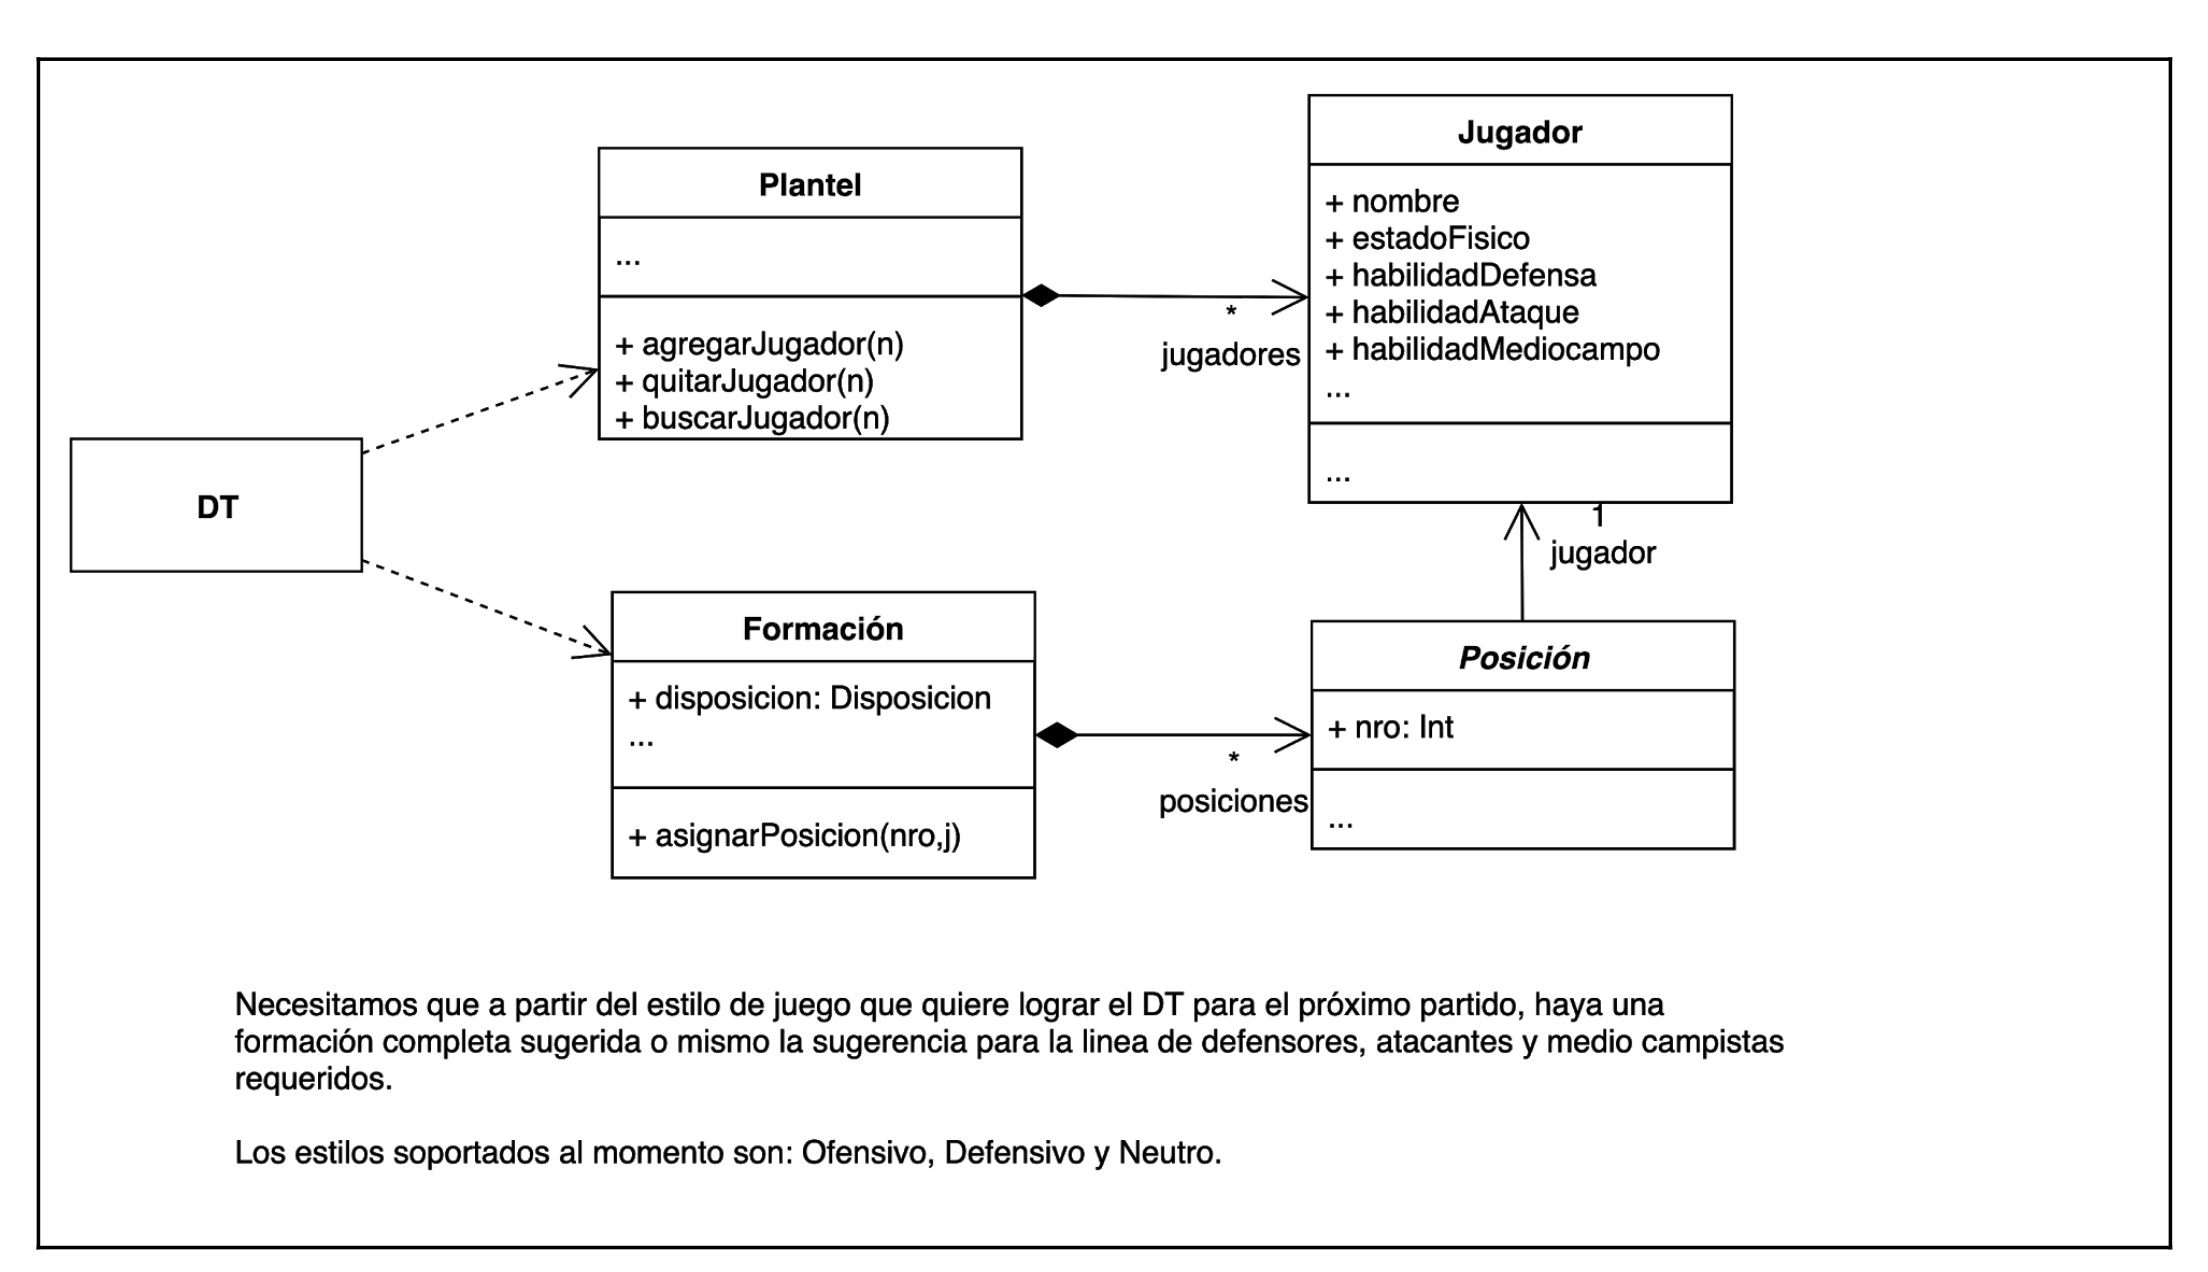 Plantel
...
+ agregarJugador(n)
+ quitarJugador(n)
+ buscarJugador(n)
Jugador
+ nombre
+ estadoFisico
+ habilidadDefensa
+ habilidadAtaque
+ habilidadMediocampo
...
...
*
jugadores
DT
1
jugador
Formación
+ disposicion: Disposicion
...
+ asignarPosicion(nro,j)
*
posiciones
Posición
+ nro: Int
...
Necesitamos que a partir del estilo de juego que quiere lograr el DT para el próximo partido, haya una
formación completa sugerida o mismo la sugerencia para la linea de defensores, atacantes y medio campistas
requeridos.
Los estilos soportados al momento son: Ofensivo, Defensivo y Neutro.